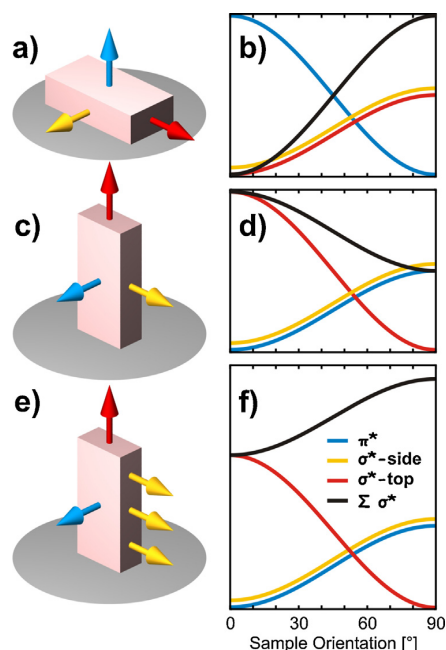 a)
b)
c)
d)
e)
f)
π*
σ*-side
σ*-top
Σ σ*
0 30 60 90
Sample Orientation [°]